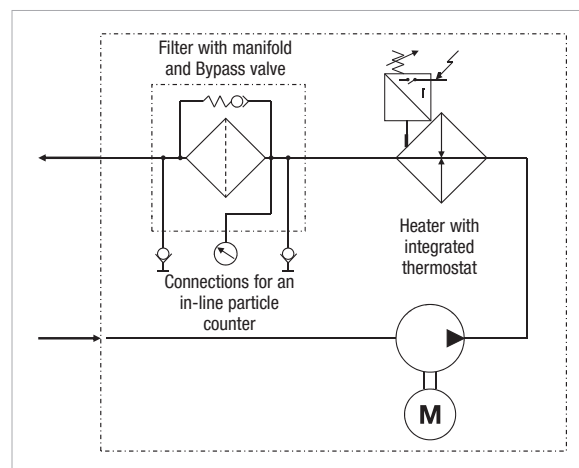 Filter with manifold
and Bypass valve
Heater with
integrated
thermostat
Connections for an
in-line particle
counter
M